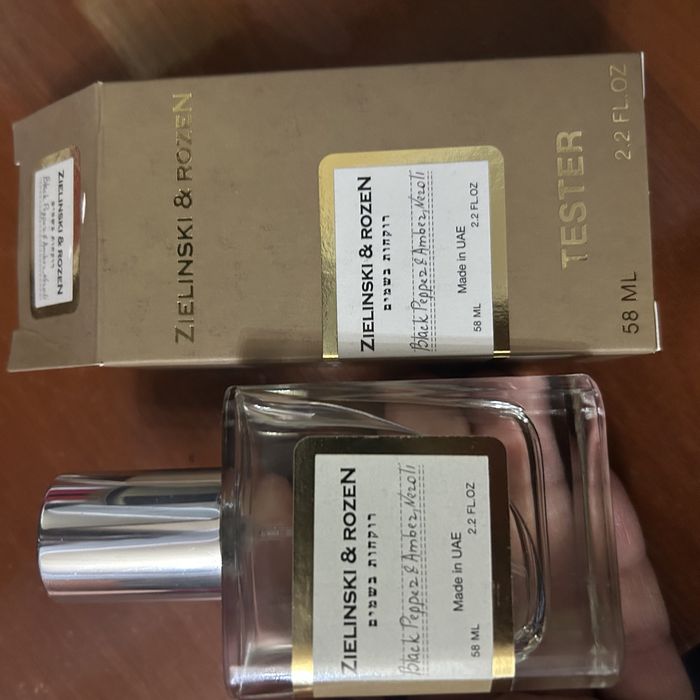 ZIELINSKI & ROZEN
רוקחות בשמים
ZIELINSKI & ROZEN
ZIELINSKI & ROZEN
רוקחות בשמים
Black Pepper & Amber, Neroli
Made in UAE
58 ML 2.2 FL.OZ
TESTER
58 ML 2.2 FL.OZ
ZIELINSKI & ROZEN
רוקחות בשמים
Black Pepper & Amber, Neroli
Made in UAE
58 ML 2.2 FL.OZ